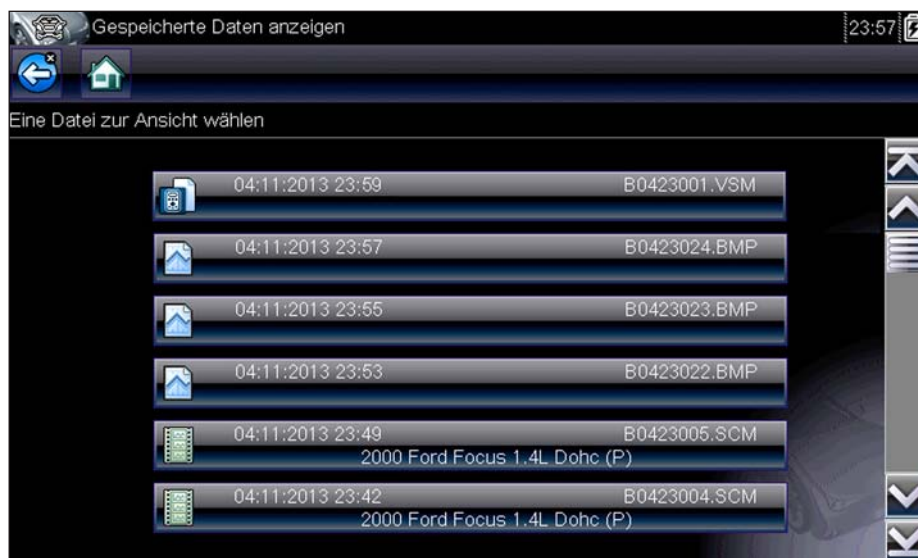 Gespeicherte Daten anzeigen 23:57
Eine Datei zur Ansicht wählen
04:11:2013 23:59 B0423001.VSM
04:11:2013 23:57 B0423024.BMP
04:11:2013 23:55 B0423023.BMP
04:11:2013 23:53 B0423022.BMP
04:11:2013 23:49 B0423005.SCM
2000 Ford Focus 1.4L Dohc (P)
04:11:2013 23:42 B0423004.SCM
2000 Ford Focus 1.4L Dohc (P)